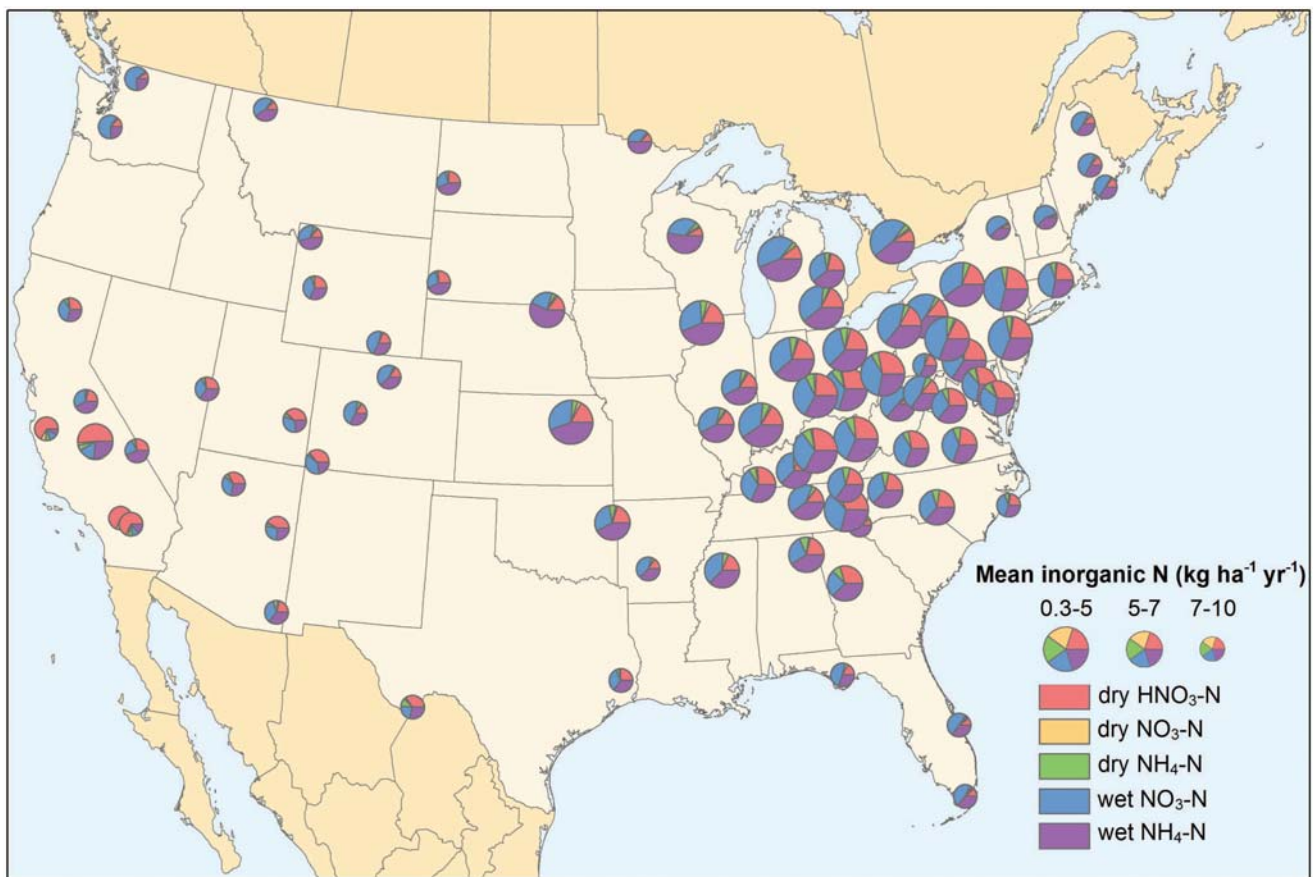 Mean inorganic N (kg ha⁻¹ yr⁻¹)
0.3-5 5-7 7-10
dry HNO₃-N
dry NO₃-N
dry NH₄-N
wet NO₃-N
wet NH₄-N